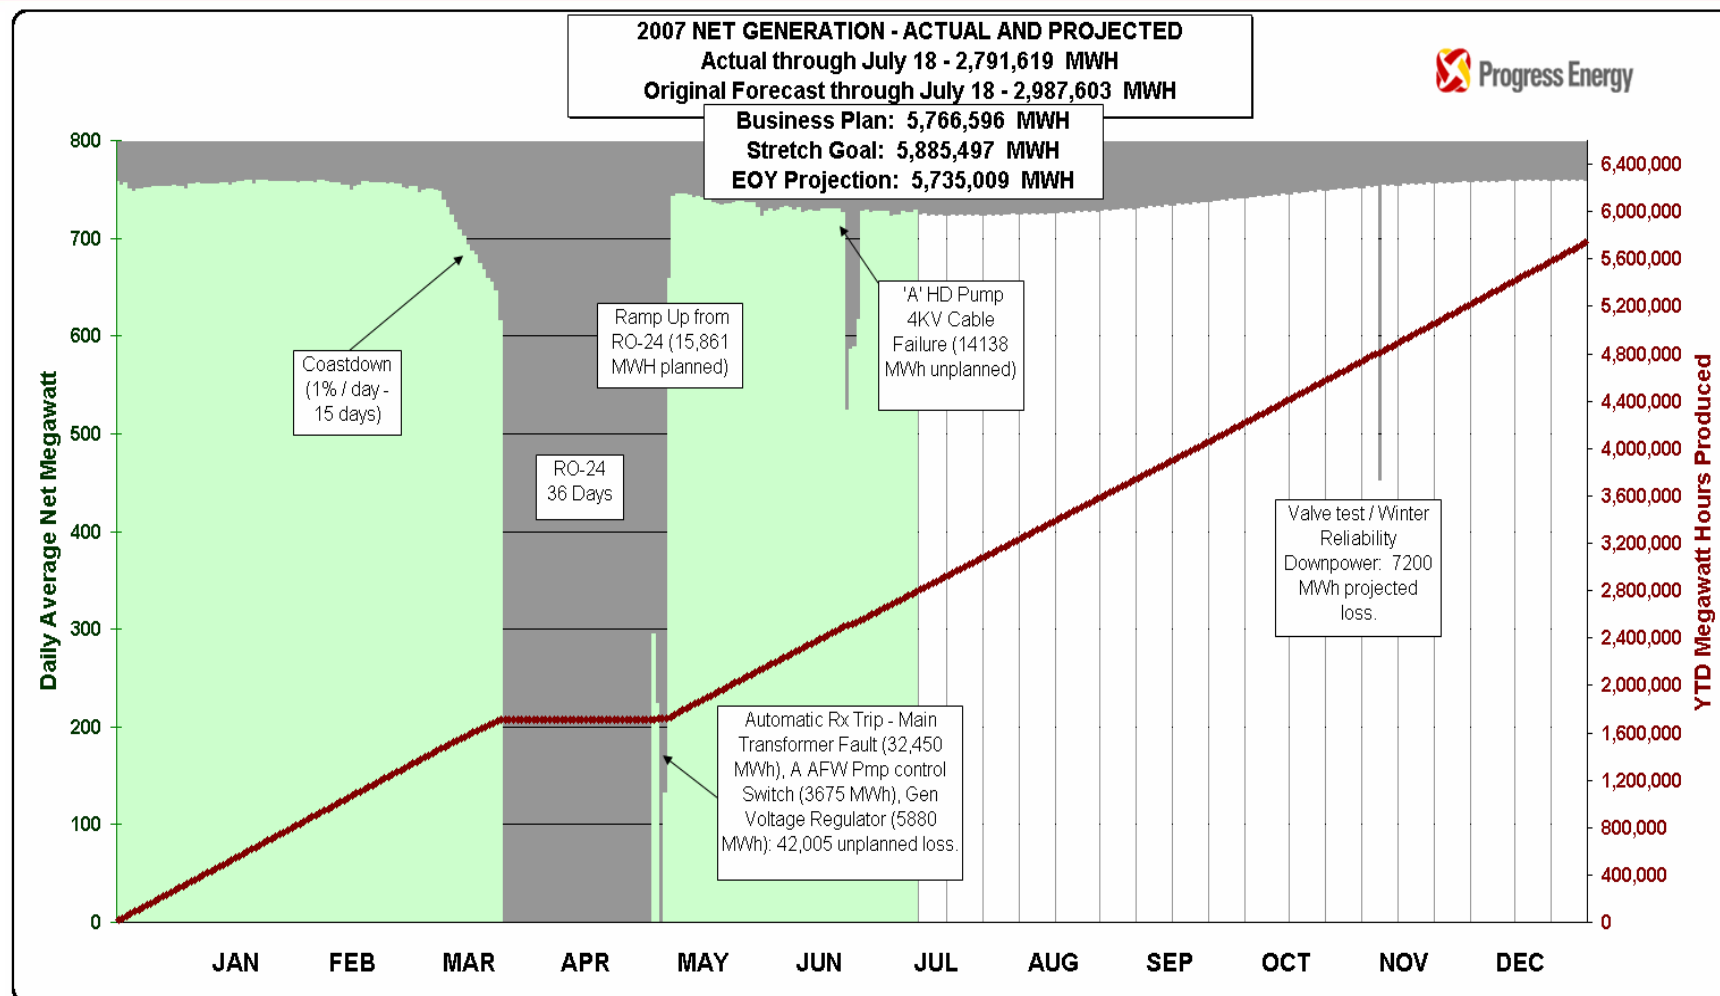 2007 NET GENERATION - ACTUAL AND PROJECTED
Actual through July 18 - 2,791,619 MWH
Original Forecast through July 18 - 2,987,603 MWH
Progress Energy
Business Plan: 5,766,596 MWH
Stretch Goal: 5,885,497 MWH
EOY Projection: 5,735,009 MWH
Daily Average Net Megawatt
800
700
600
500
400
300
200
100
0
Coastdown
(1% / day -
15 days)
Ramp Up from
RO-24 (15,861
MWH planned)
RO-24
36 Days
'A' HD Pump
4KV Cable
Failure (14138
MWh unplanned)
Automatic Rx Trip - Main
Transformer Fault (32,450
MWh), A AFW Pmp control
Switch (3675 MWh), Gen
Voltage Regulator (5880
MWh): 42,005 unplanned loss.
Valve test / Winter
Reliability
Downpower: 7200
MWh projected
loss.
6,400,000
6,000,000
5,600,000
5,200,000
4,800,000
4,400,000
4,000,000
3,600,000
3,200,000
2,800,000
2,400,000
2,000,000
1,600,000
1,200,000
800,000
400,000
0
YTD Megawatt Hours Produced
JAN FEB MAR APR MAY JUN JUL AUG SEP OCT NOV DEC